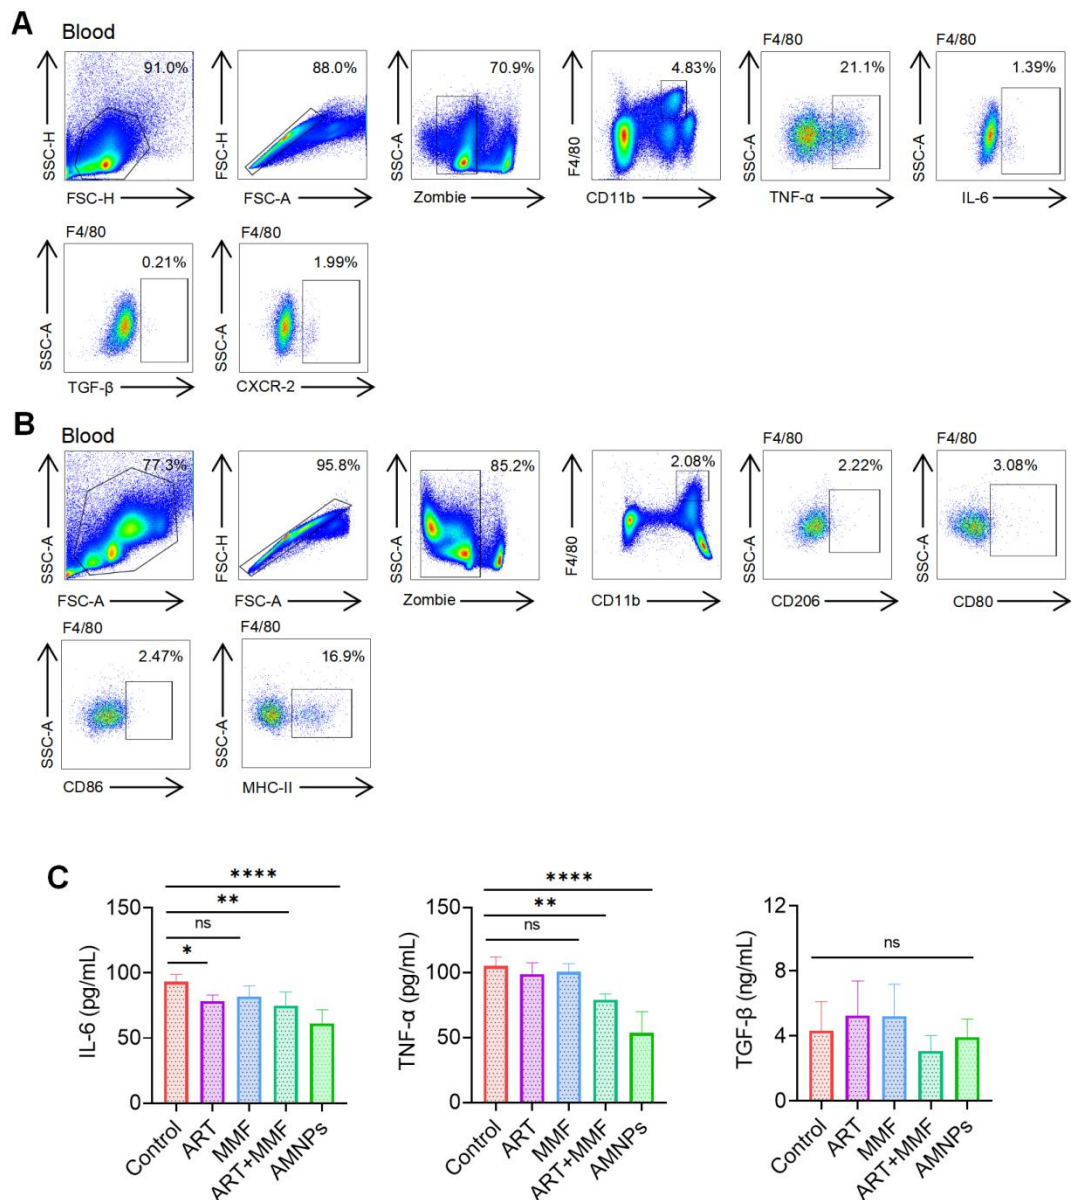 A
Blood
91.0%
SSC-H
FSC-H
88.0%
FSC-H
FSC-A
70.9%
SSC-A
Zombie
4.83%
F4/80
CD11b
F4/80
21.1%
SSC-A
TNF-α
F4/80
1.39%
SSC-A
IL-6
F4/80
0.21%
SSC-A
TGF-β
F4/80
1.99%
SSC-A
CXCR-2
B
Blood
77.3%
SSC-A
FSC-A
95.8%
FSC-H
FSC-A
85.2%
SSC-A
Zombie
2.08%
F4/80
CD11b
F4/80
2.22%
SSC-A
CD206
F4/80
3.08%
SSC-A
CD80
F4/80
2.47%
SSC-A
CD86
F4/80
16.9%
SSC-A
MHC-II
C
****
**
ns
*
IL-6 (pg/mL)
150
100
50
0
Control
ART
MMF
ART+MMF
AMNPs
****
**
ns
TNF-α (pg/mL)
150
100
50
0
Control
ART
MMF
ART+MMF
AMNPs
ns
TGF-β (ng/mL)
12
8
4
0
Control
ART
MMF
ART+MMF
AMNPs